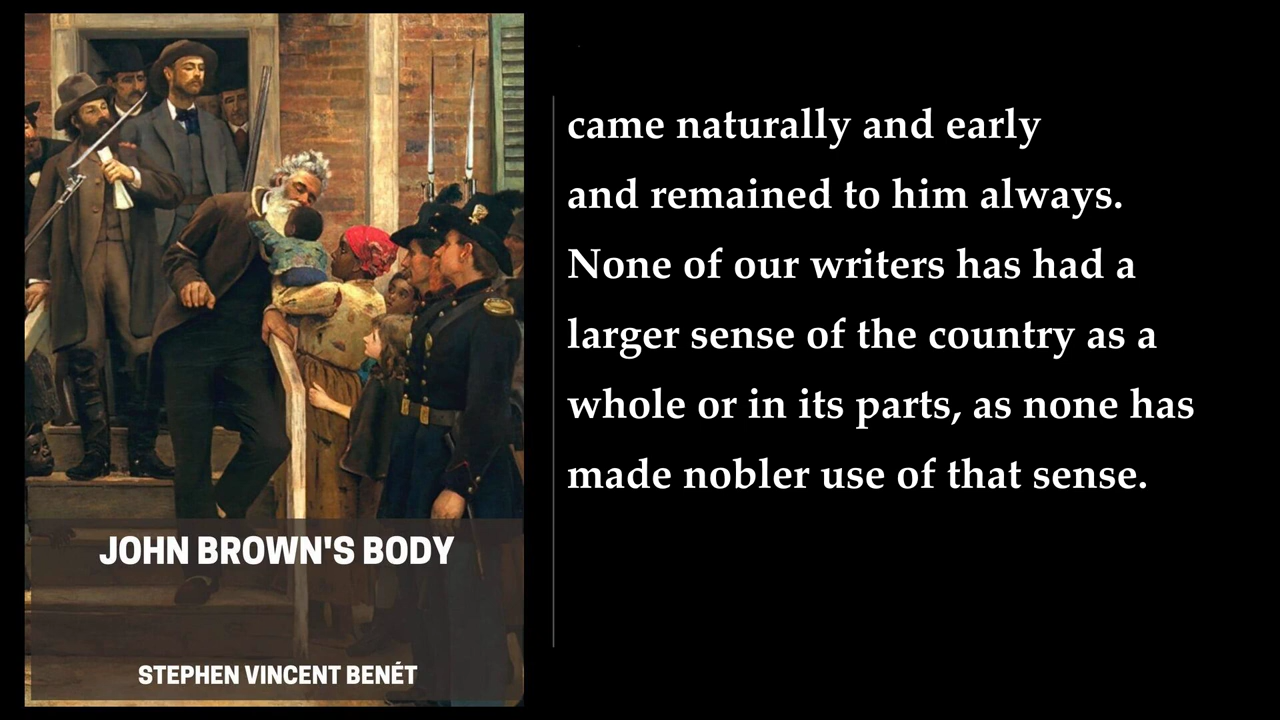 JOHN BROWN'S BODY
STEPHEN VINCENT BENÉT
came naturally and early
and remained to him always.
None of our writers has had a
larger sense of the country as a
whole or in its parts, as none has
made nobler use of that sense.